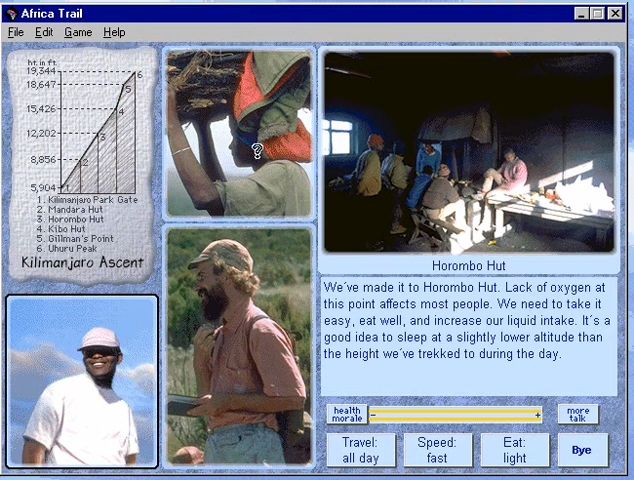 Africa Trail
File Edit Game Help
ht. in ft.
19,344
18,647
15,426
12,202
8,856
5,904
6
5
4
3
2
1
1. Kilimanjaro Park Gate
2. Mandara Hut
3. Horombo Hut
4. Kibo Hut
5. Gillman's Point
6. Uhuru Peak
Kilimanjaro Ascent
Horombo Hut
We´ve made it to Horombo Hut. Lack of oxygen at
this point affects most people. We need to take it
easy, eat well, and increase our liquid intake. It´s a
good idea to sleep at a slightly lower altitude than
the height we´ve trekked to during the day.
health
morale
- +
more
talk
Travel:
all day
Speed:
fast
Eat:
light
Bye